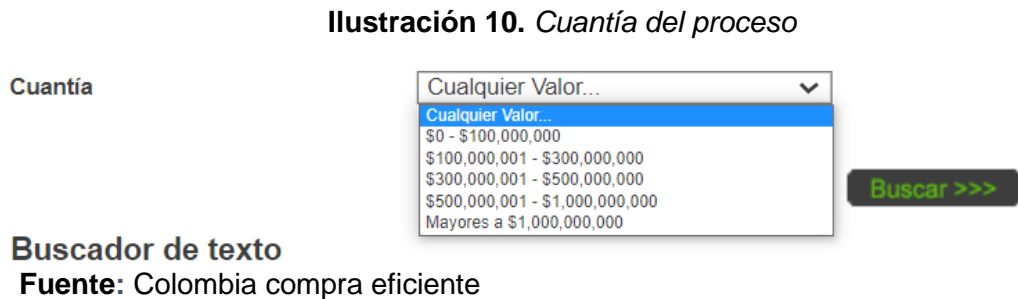 Ilustración 10. Cuantía del proceso
Cuantía
Cualquier Valor...
Cualquier Valor...
$0 - $100,000,000
$100,000,001 - $300,000,000
$300,000,001 - $500,000,000
$500,000,001 - $1,000,000,000
Mayores a $1,000,000,000
Buscar >>>
Buscador de texto
Fuente: Colombia compra eficiente